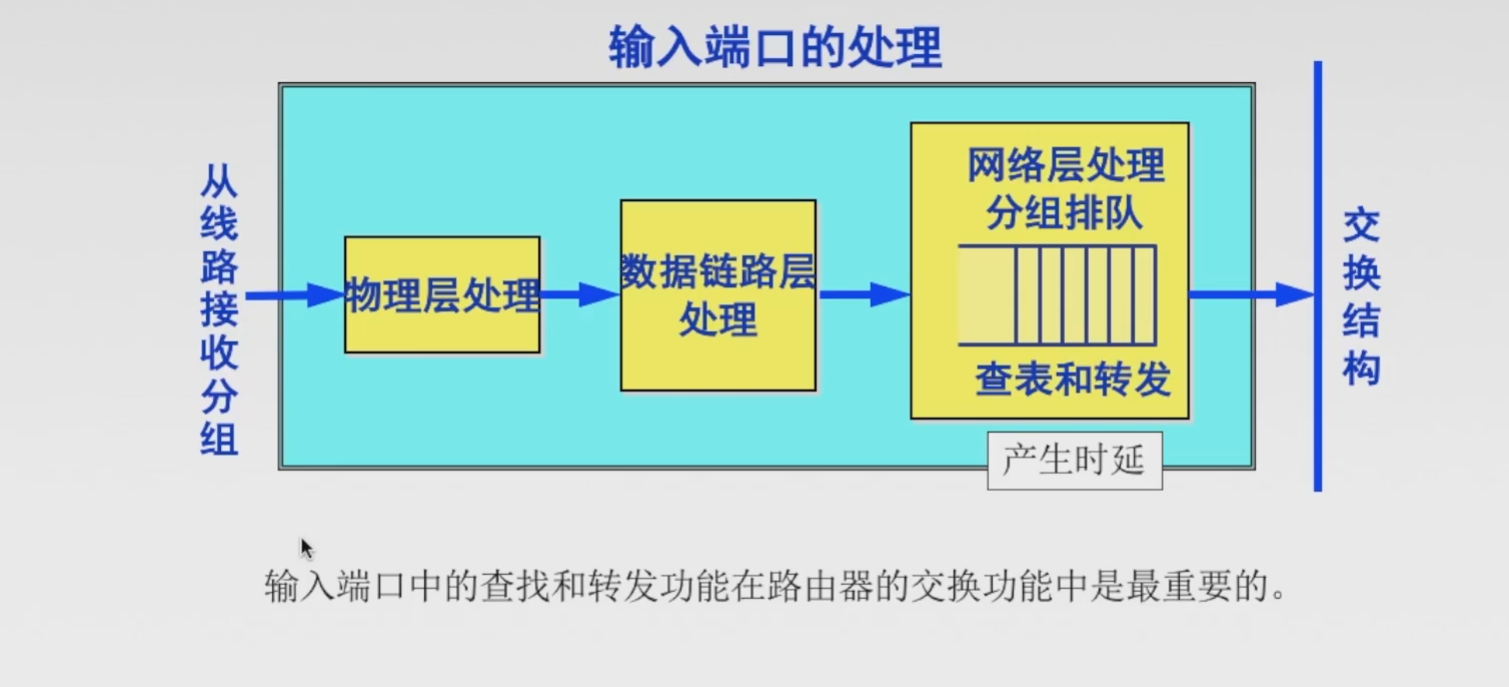 输入端口的处理
从线路接收分组
物理层处理
数据链路层
处理
网络层处理
分组排队
查表和转发
产生时延
交换结构
输入端口中的查找和转发功能在路由器的交换功能中是最重要的。